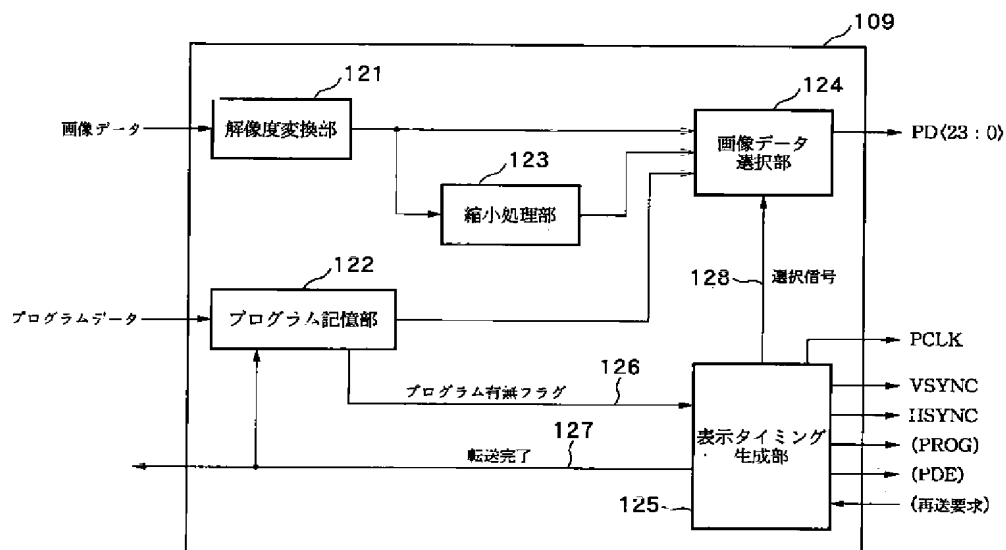 109
121
解像度変換部
画像データ
124
画像データ
選択部
PD(23:0)
123
縮小処理部
128
選択信号
122
プログラム記憶部
プログラムデータ
プログラム有無フラグ
126
転送完了
127
表示タイミング
生成部
125
PCLK
VSYNC
HSYNC
(PROG)
(PDE)
(再送要求)